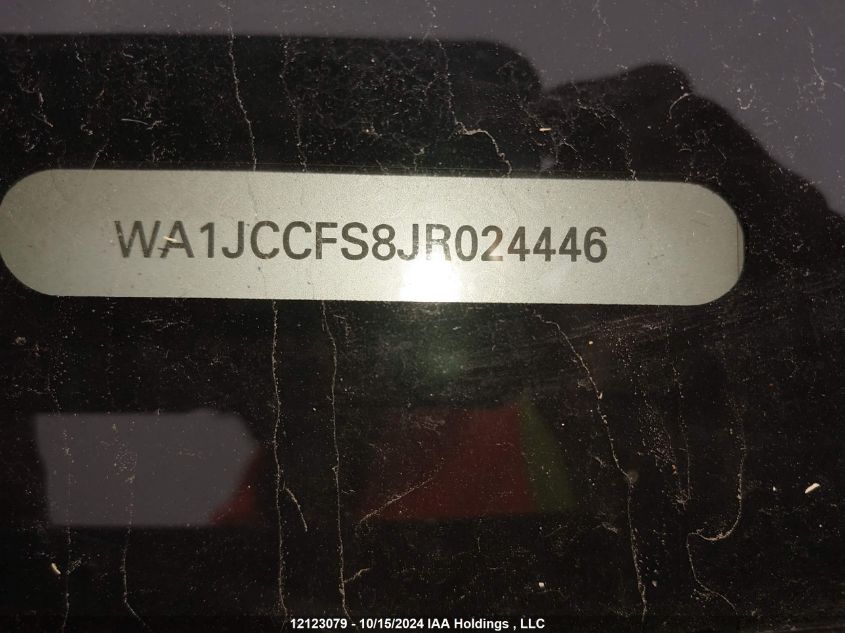 WA1JCCFS8JR024446
12123079 - 10/15/2024 IAA Holdings , LLC